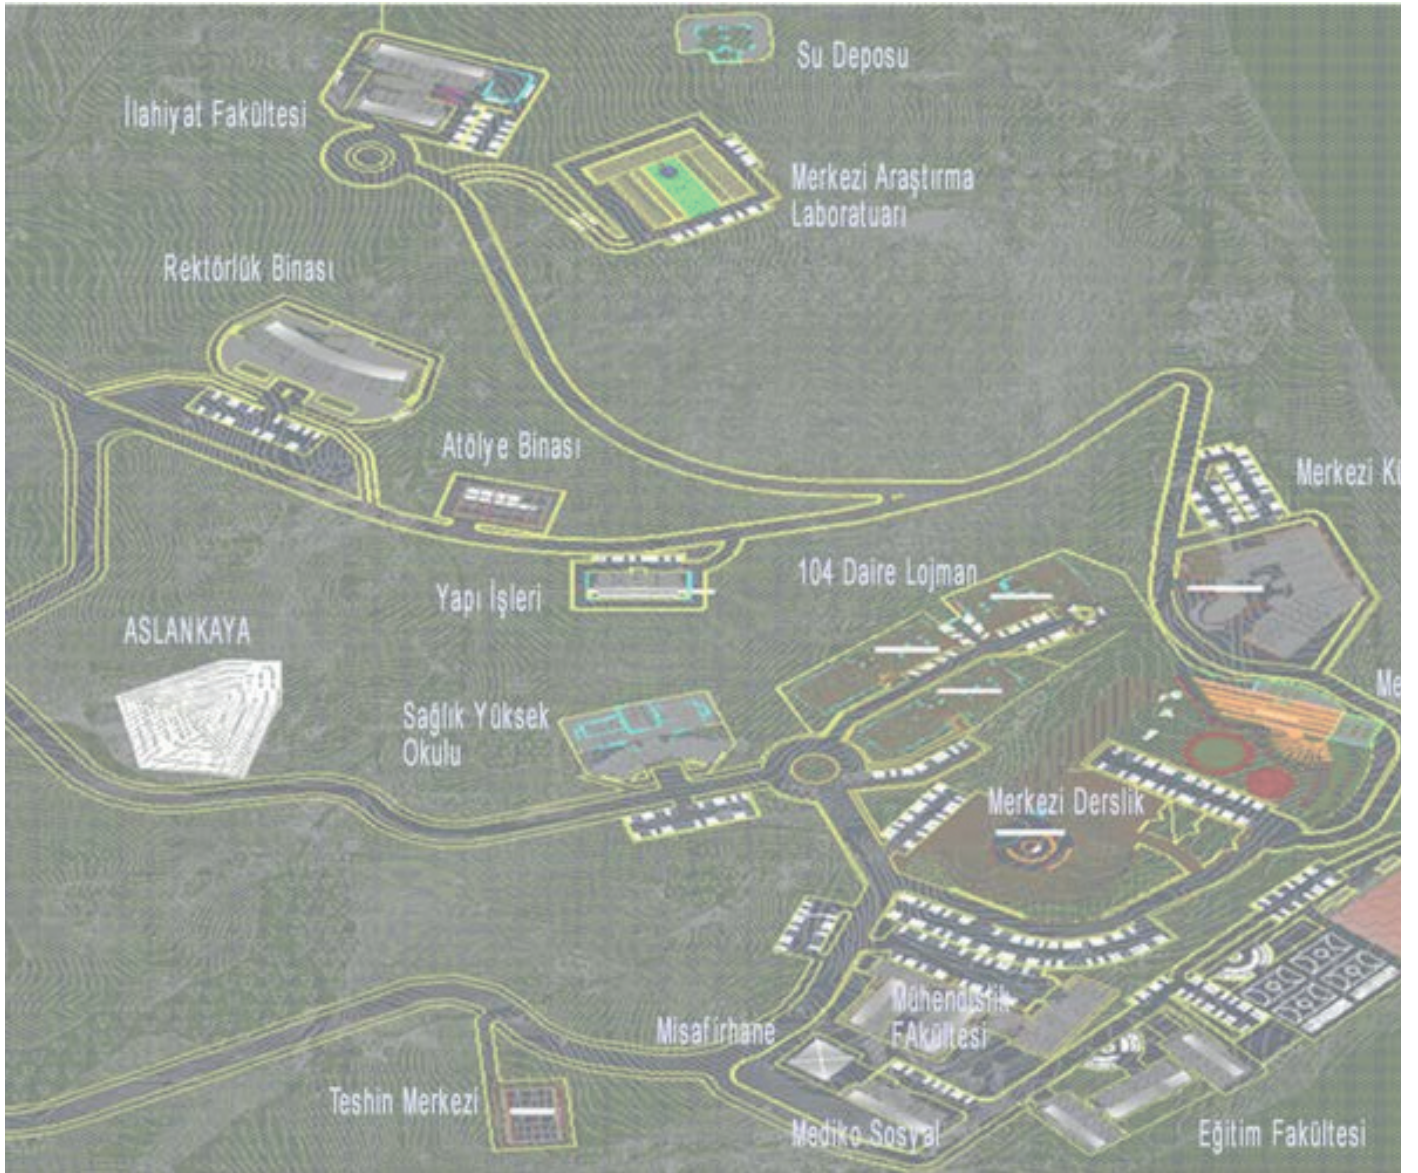 Su Deposu
İlahiyat Fakültesi
Merkezi Araştırma
Laboratuarı
Rektörlük Binası
Atölye Binası
Merkezi Kü
104 Daire Lojman
Yapı İşleri
ASLANKAYA
Me
Sağlık Yüksek
Okulu
Merkezi Derslik
Mühendislik
FAkültesi
Misafirhane
Teshin Merkezi
Mediko Sosyal
Eğitim Fakültesi